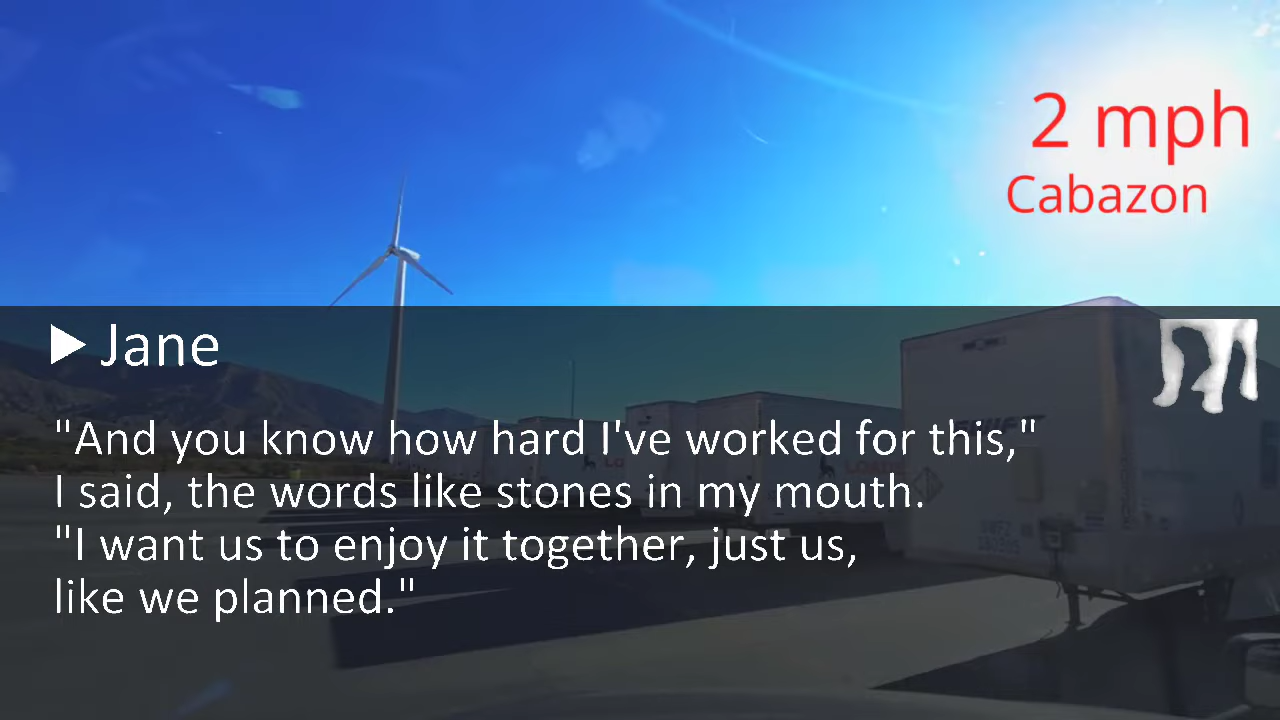 2 mph
Cabazon
Jane
"And you know how hard I've worked for this,"
I said, the words like stones in my mouth.
"I want us to enjoy it together, just us,
like we planned."